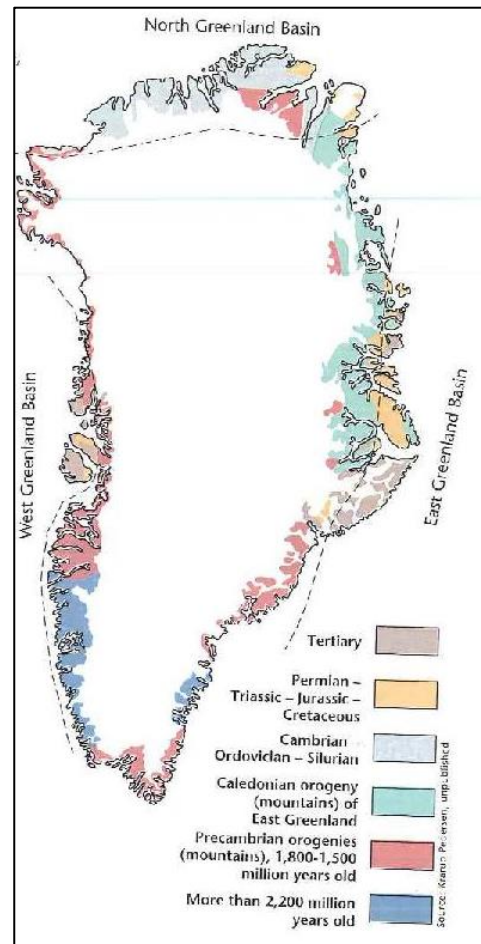 North Greenland Basin
West Greenland Basin
East Greenland Basin
Tertiary
Permian –
Triassic – Jurassic –
Cretaceous
Cambrian –
Ordovician – Silurian
Caledonian orogeny
(mountains) of
East Greenland
Precambrian orogenies
(mountains), 1,800-1,500
million years old
More than 2,200 million
years old
Source: Krarup Pedersen, unpublished